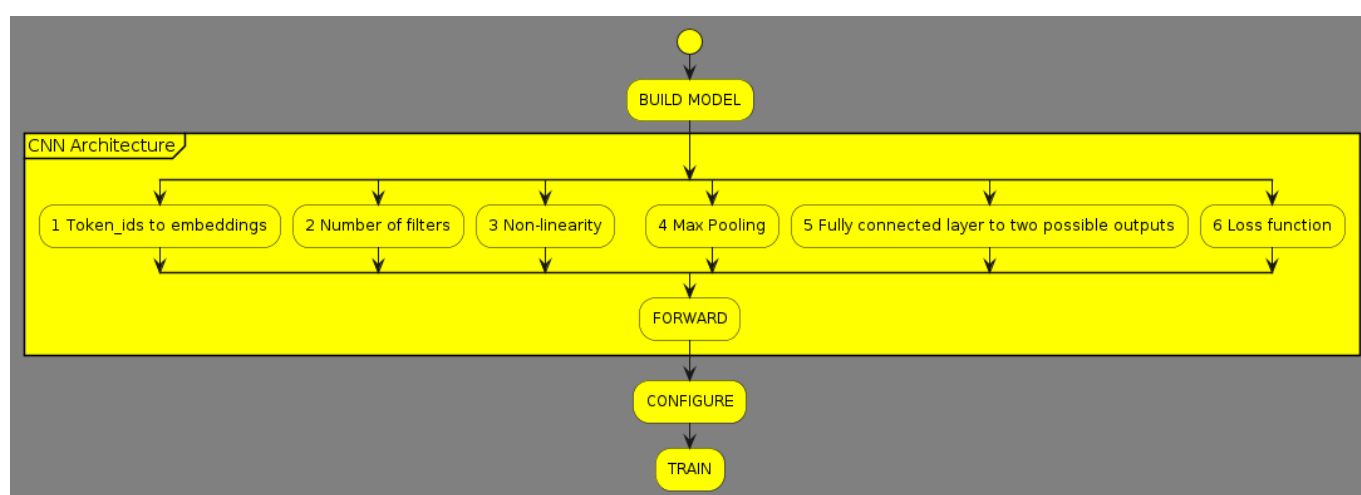 BUILD MODEL
CNN Architecture
1 Token_ids to embeddings
2 Number of filters
3 Non-linearity
4 Max Pooling
5 Fully connected layer to two possible outputs
6 Loss function
FORWARD
CONFIGURE
TRAIN